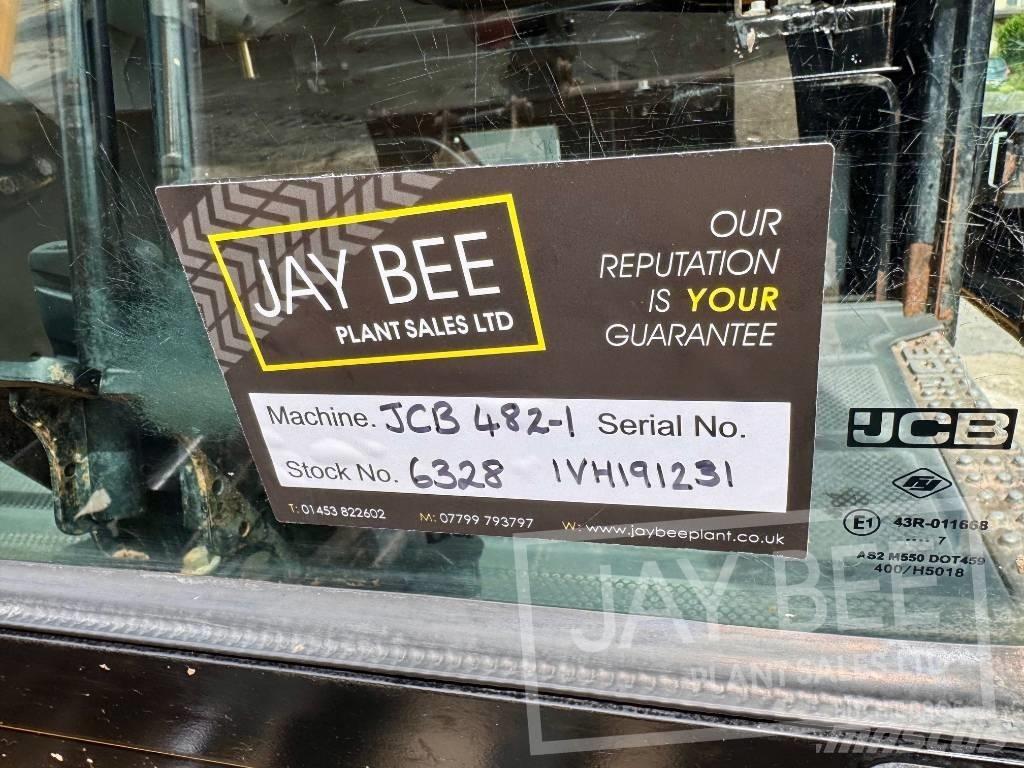 JAY BEE
PLANT SALES LTD
OUR
REPUTATION
IS YOUR
GUARANTEE
Machine. JCB 482-1 Serial No.
Stock No. 6328 1VH191231
T: 01453 822602 M: 07799 793797 W: www.jaybeeplant.co.uk
JCB
E1 43R-011668
.... 7
AS2 M550 DOT459
400/H5018
JAY BEE
PLANT SALES LTD
MASCUS